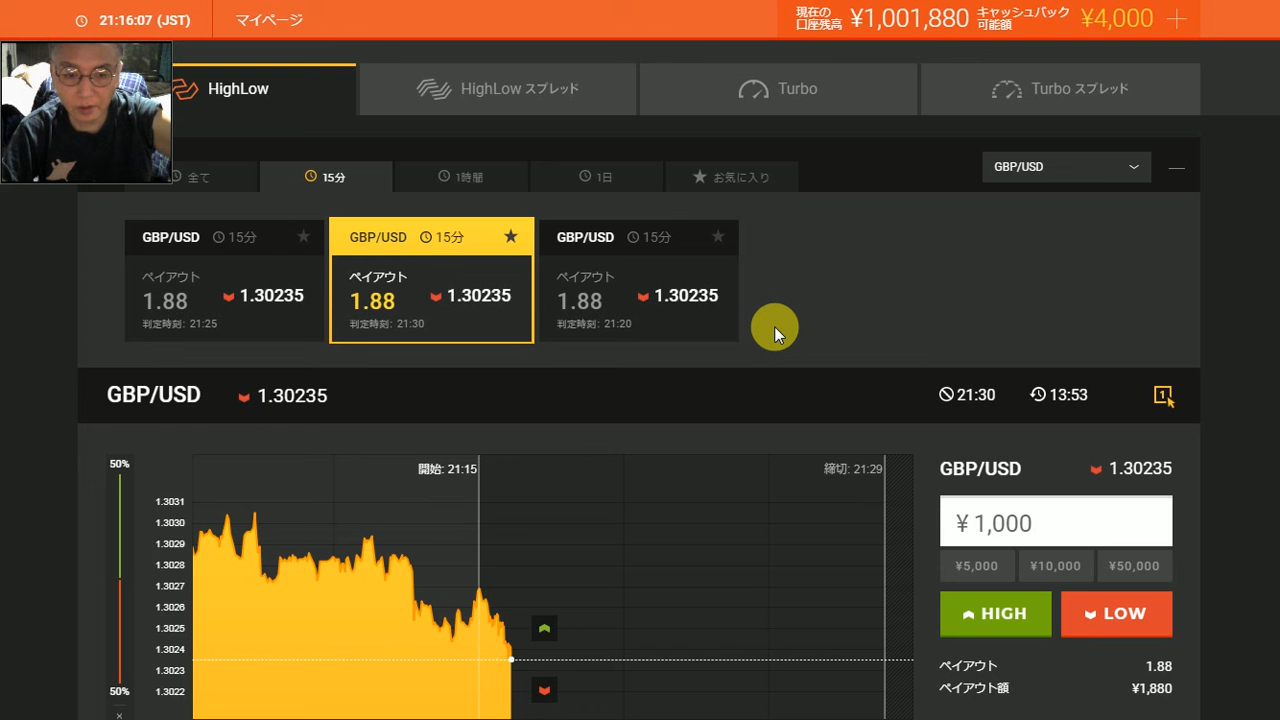 21:16:07 (JST)
マイページ
現在の
口座残高
¥1,001,880
キャッシュバック
可能額
¥4,000
HighLow
HighLow スプレッド
Turbo
Turbo スプレッド
全て
15分
1時間
1日
お気に入り
GBP/USD
GBP/USD 15分
ペイアウト
1.88 1.30235
判定時刻: 21:25
GBP/USD 15分
ペイアウト
1.88 1.30235
判定時刻: 21:30
GBP/USD 15分
ペイアウト
1.88 1.30235
判定時刻: 21:20
GBP/USD 1.30235
21:30 13:53
1
50%
50%
1.3031
1.3030
1.3029
1.3028
1.3027
1.3026
1.3025
1.3024
1.3023
1.3022
開始: 21:15
締切: 21:29
GBP/USD 1.30235
¥ 1,000
¥5,000 ¥10,000 ¥50,000
HIGH LOW
ペイアウト 1.88
ペイアウト額 ¥1,880